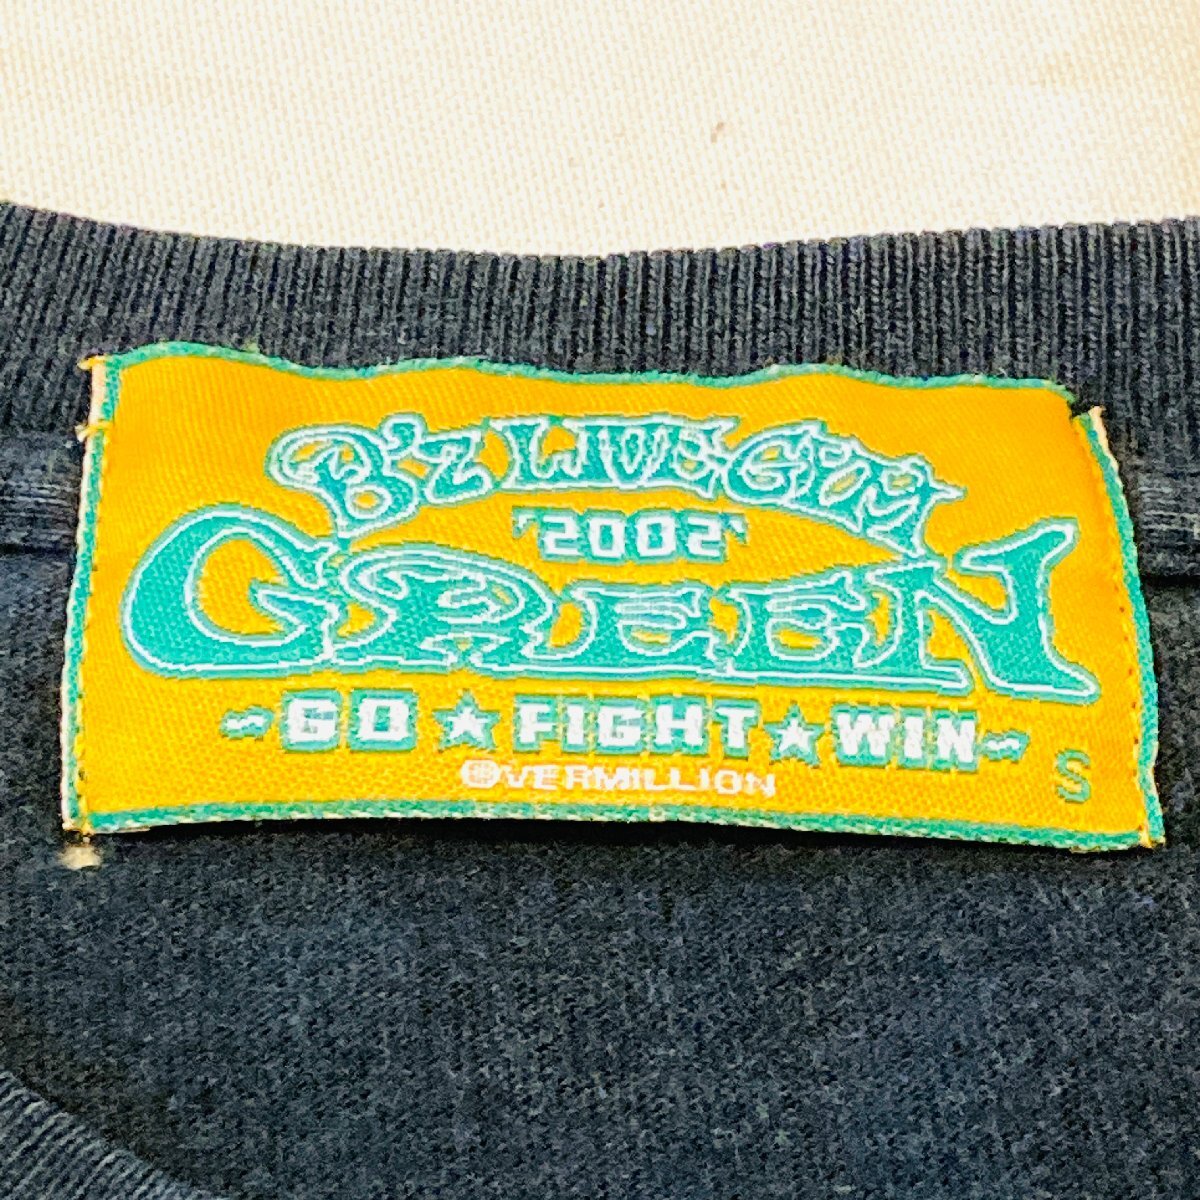 B'z LIVE-GYM
'2002'
GREEN
~GO★FIGHT★WIN~
VERMILLION
S